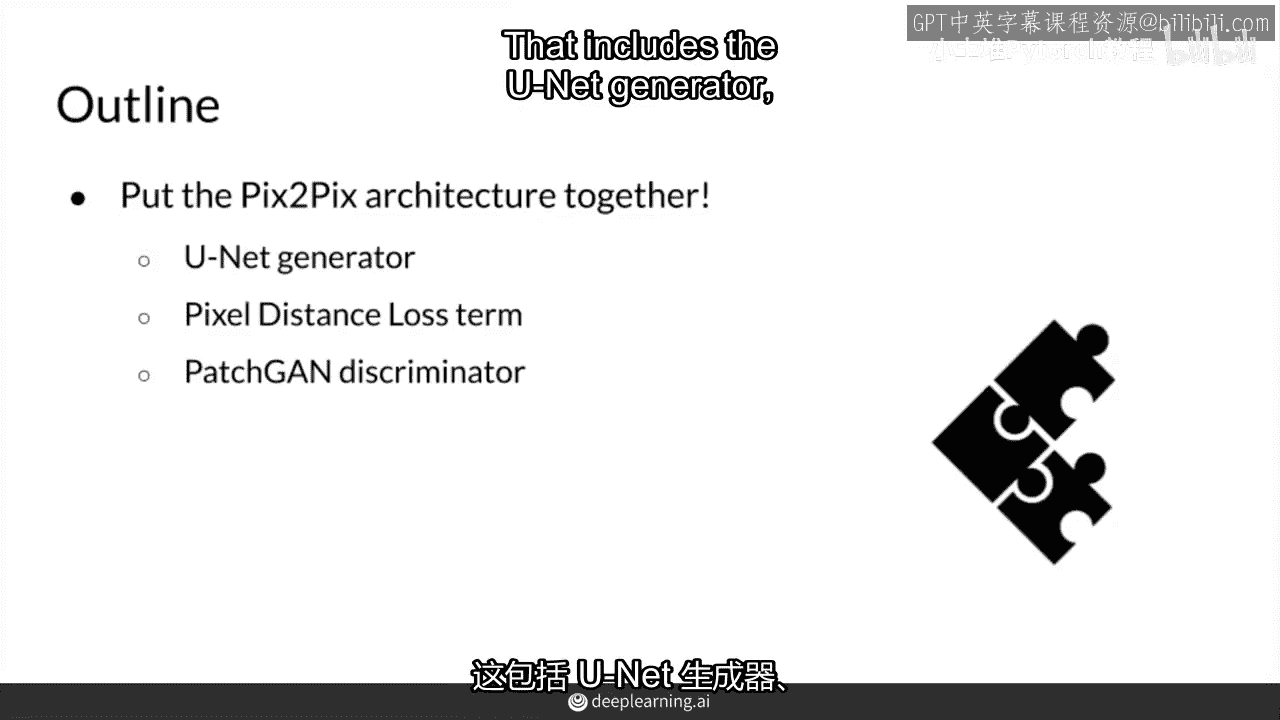 GPT中英字幕课程资源@bilibili.com
That includes the
U-Net generator,
Outline
Put the Pix2Pix architecture together!
U-Net generator
Pixel Distance Loss term
PatchGAN discriminator
这包括 U-Net 生成器、
deeplearning.ai